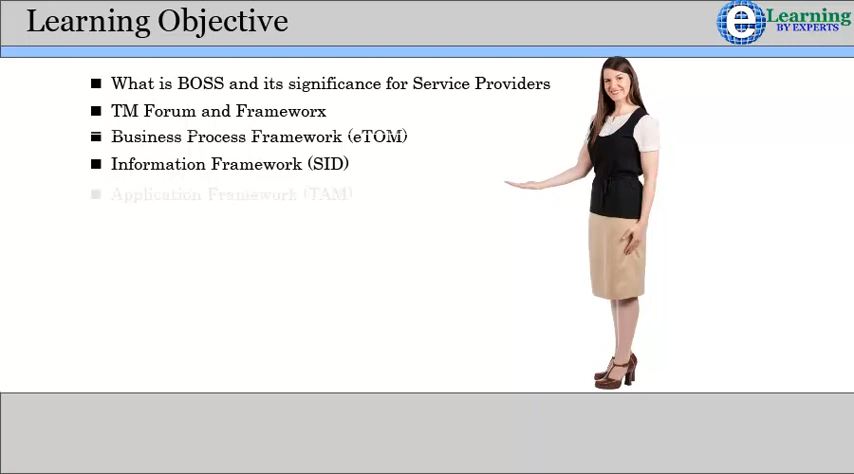 Learning Objective
eLearning
BY EXPERTS
What is BOSS and its significance for Service Providers
TM Forum and Frameworx
Business Process Framework (eTOM)
Information Framework (SID)
Application Framework (TAM)